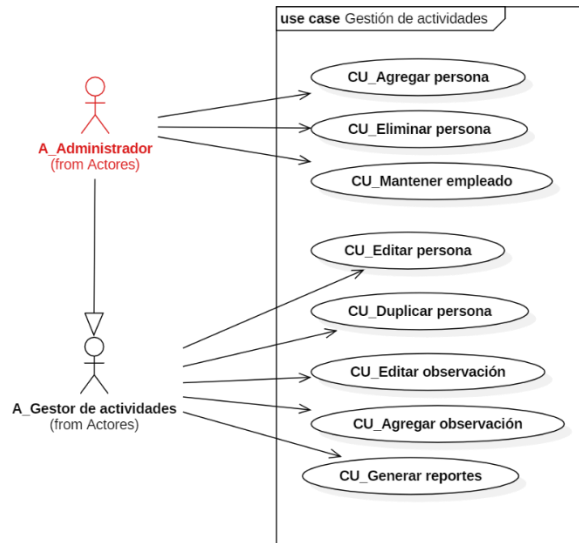 use case Gestión de actividades
CU_Agregar persona
CU_Eliminar persona
A_Administrador
(from Actores)
CU_Mantener empleado
CU_Editar persona
CU_Duplicar persona
CU_Editar observación
A_Gestor de actividades
(from Actores)
CU_Agregar observación
CU_Generar reportes